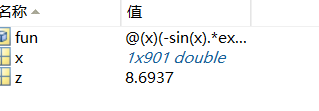 名称 值
fun @(x)(-sin(x).*ex...
x 1x901 double
z 8.6937